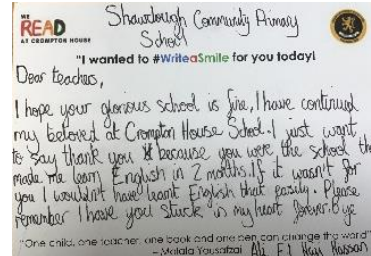 WE
READ
AT CROMPTON HOUSE
Shawclough Community Primary
School
"I wanted to #WriteaSmile for you today!
Dear teachers,
I hope your glorious school is fine, I have continued
my beloved at Crompton House School. I just want
to say thank you because you were the school tha
made me learn English in 2 months. If it wasn't for
you I wouldn't have learnt English that easily. Please
remember I have you stuck in my heart forever. Bye
"One child, one teacher, one book and one pen can change the world"
- Malala Yousafzai
Hassan